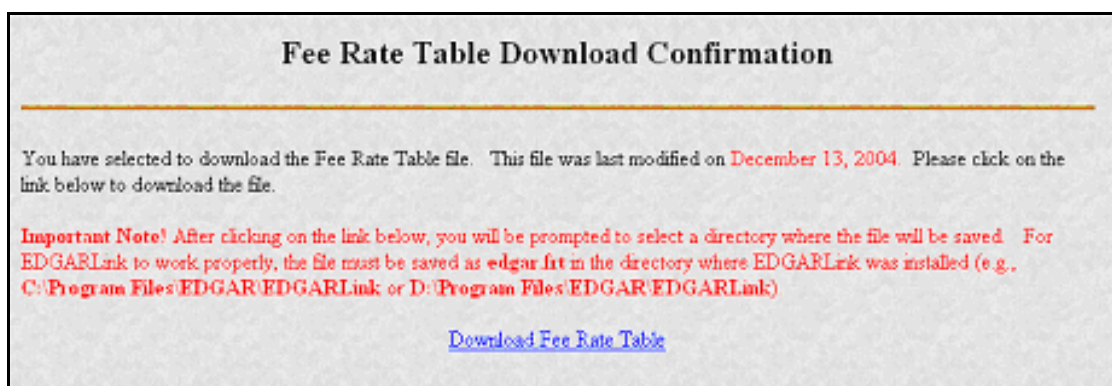 Fee Rate Table Download Confirmation
You have selected to download the Fee Rate Table file. This file was last modified on December 13, 2004. Please click on the
link below to download the file.
Important Note! After clicking on the link below, you will be prompted to select a directory where the file will be saved. For
EDGARLink to work properly, the file must be saved as edgar.frt in the directory where EDGARLink was installed (e.g.,
C:\Program Files\EDGAR\EDGARLink or D:\Program Files\EDGAR\EDGARLink)
Download Fee Rate Table